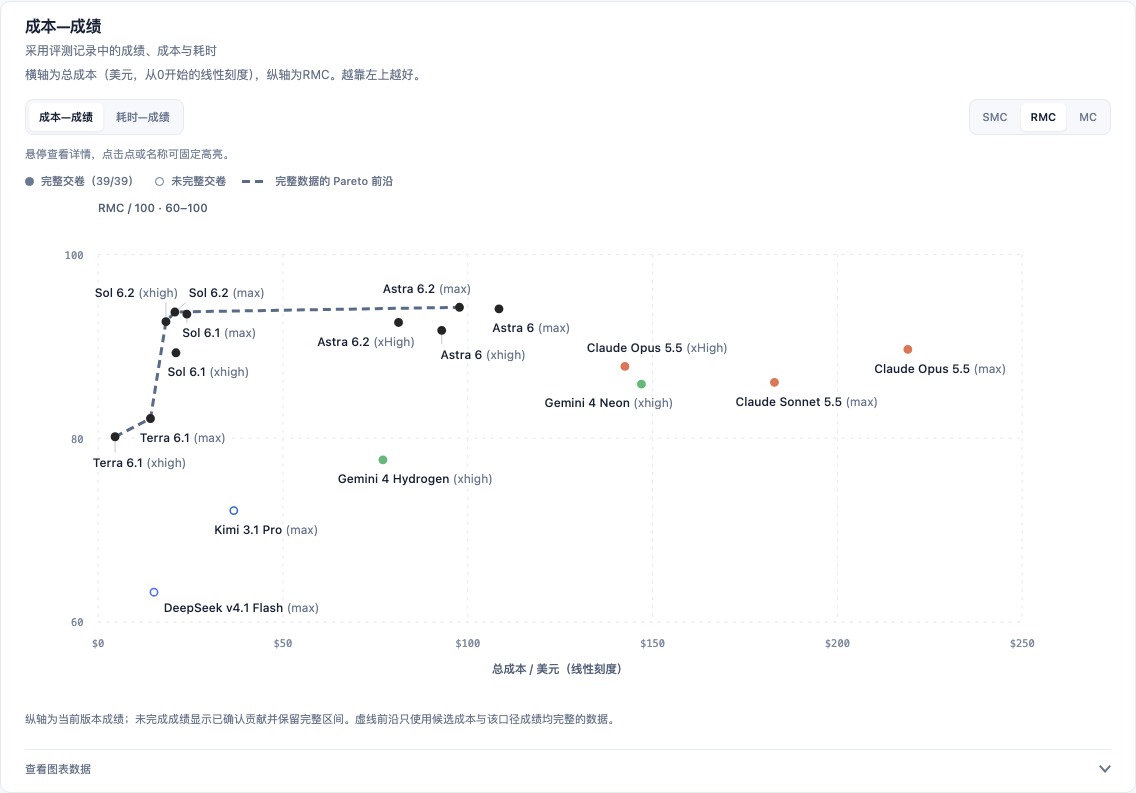 成本—成绩
采用评测记录中的成绩、成本与耗时
横轴为总成本（美元，从0开始的线性刻度），纵轴为RMC。越靠左上越好。
成本—成绩 耗时—成绩 SMC RMC MC
悬停查看详情，点击点或名称可固定高亮。
完整交卷（39/39） 未完整交卷 完整数据的 Pareto 前沿
RMC / 100 · 60–100
100
Astra 6.2 (max)
Sol 6.2 (xhigh) Sol 6.2 (max)
Astra 6 (max)
Sol 6.1 (max)
Astra 6.2 (xHigh)
Claude Opus 5.5 (xHigh)
Astra 6 (xhigh)
Claude Opus 5.5 (max)
Sol 6.1 (xhigh)
Gemini 4 Neon (xhigh)
Claude Sonnet 5.5 (max)
80
Terra 6.1 (max)
Terra 6.1 (xhigh)
Gemini 4 Hydrogen (xhigh)
Kimi 3.1 Pro (max)
DeepSeek v4.1 Flash (max)
60
$0 $50 $100 $150 $200 $250
总成本 / 美元（线性刻度）
纵轴为当前版本成绩；未完成成绩显示已确认贡献并保留完整区间。虚线前沿只使用候选成本与该口径成绩均完整的数据。
查看图表数据